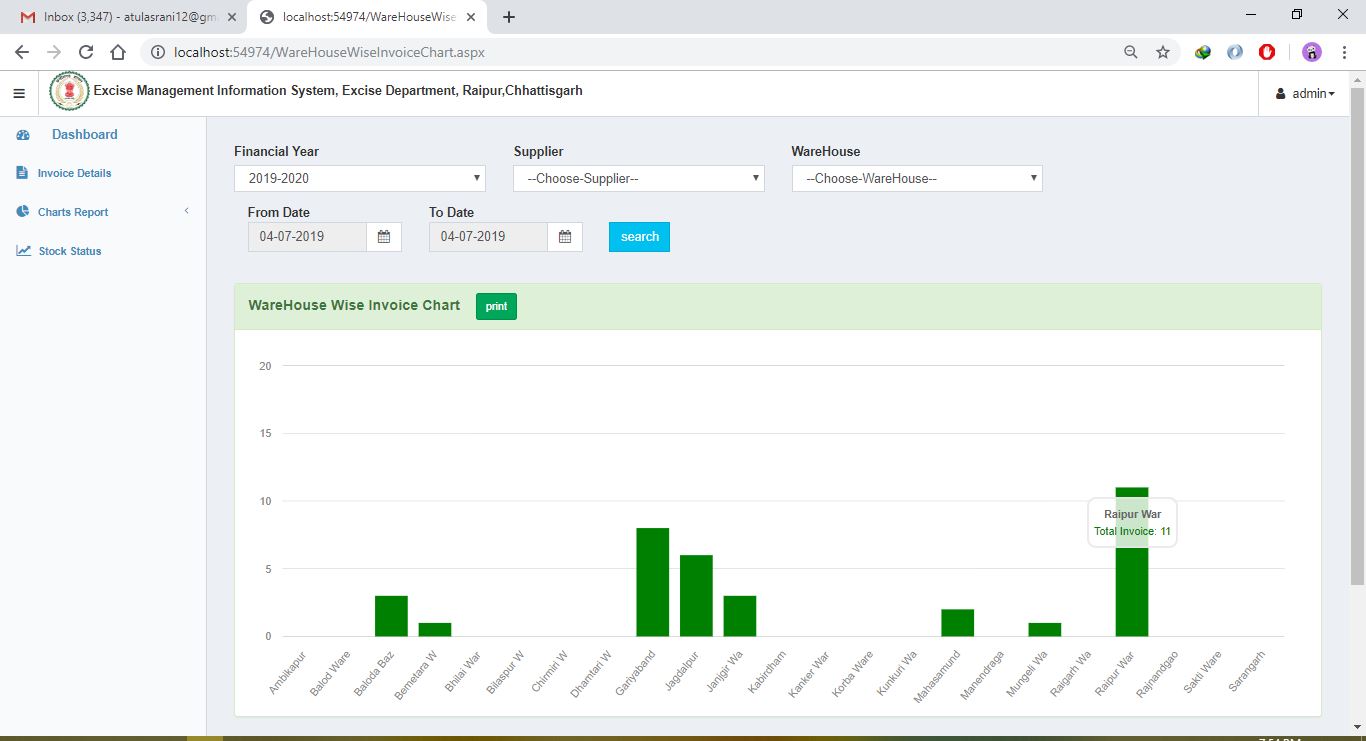 Inbox (3,347) - atulasrani12@gm
localhost:54974/WareHouseWise
localhost:54974/WareHouseWiseInvoiceChart.aspx
Excise Management Information System, Excise Department, Raipur,Chhattisgarh
admin
Dashboard
Invoice Details
Charts Report
Stock Status
Financial Year Supplier WareHouse
2019-2020 --Choose-Supplier-- --Choose-WareHouse--
From Date To Date
04-07-2019 04-07-2019 search
WareHouse Wise Invoice Chart print
20
15
10
5
0
Raipur War
Total Invoice: 11
Ambikapur
Balod Ware
Baloda Baz
Bemetara W
Bhilai War
Bilaspur W
Chirmiri W
Dhamtari W
Gariyaband
Jagdalpur
Janjgir Wa
Kabirdham
Kanker War
Korba Ware
Kunkuri Wa
Mahasamund
Manendraga
Mungeli Wa
Raigarh Wa
Raipur War
Rajnandgao
Sakti Ware
Sarangarh